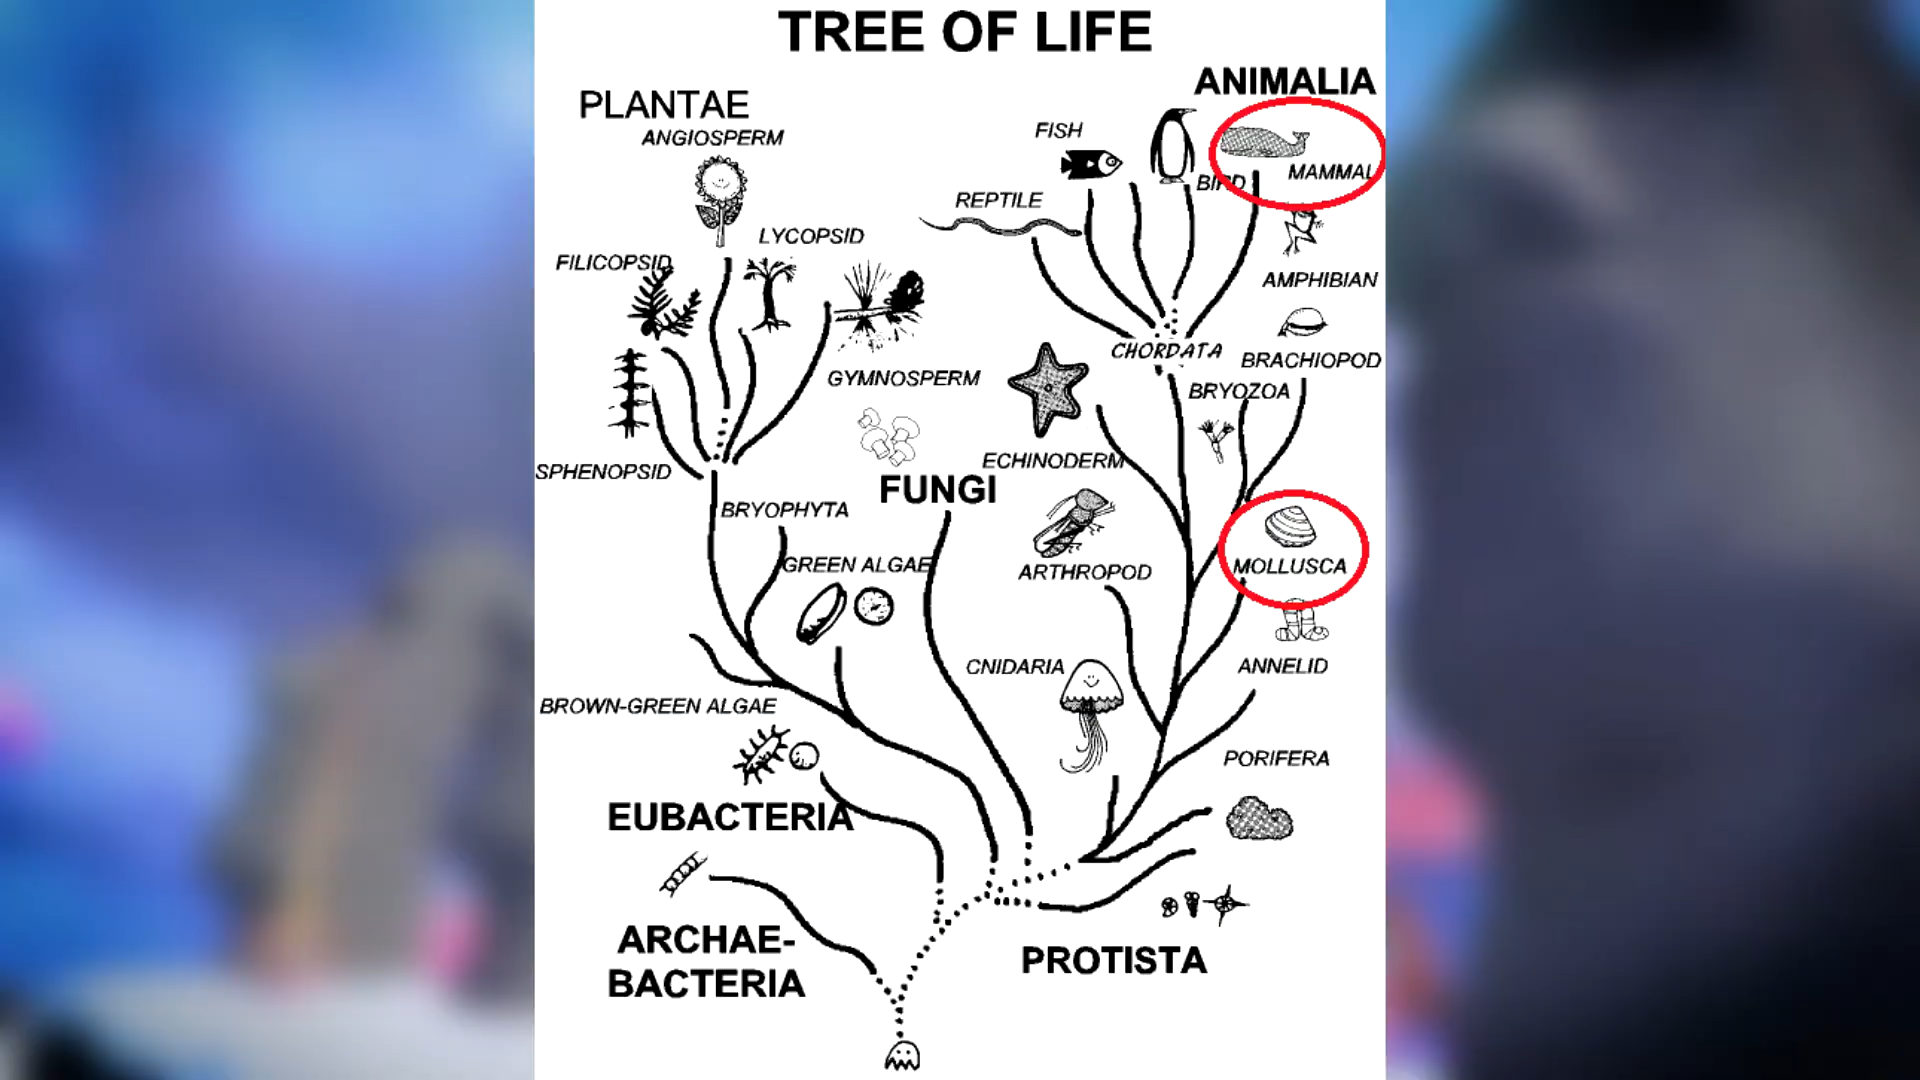 TREE OF LIFE
ANIMALIA
PLANTAE
ANGIOSPERM
FISH
MAMMAL
BIRD
REPTILE
LYCOPSID
FILICOPSID
AMPHIBIAN
CHORDATA
BRACHIOPOD
GYMNOSPERM
BRYOZOA
ECHINODERM
SPHENOPSID
FUNGI
BRYOPHYTA
GREEN ALGAE
ARTHROPOD
MOLLUSCA
CNIDARIA
ANNELID
BROWN-GREEN ALGAE
PORIFERA
EUBACTERIA
ARCHAE-
BACTERIA
PROTISTA